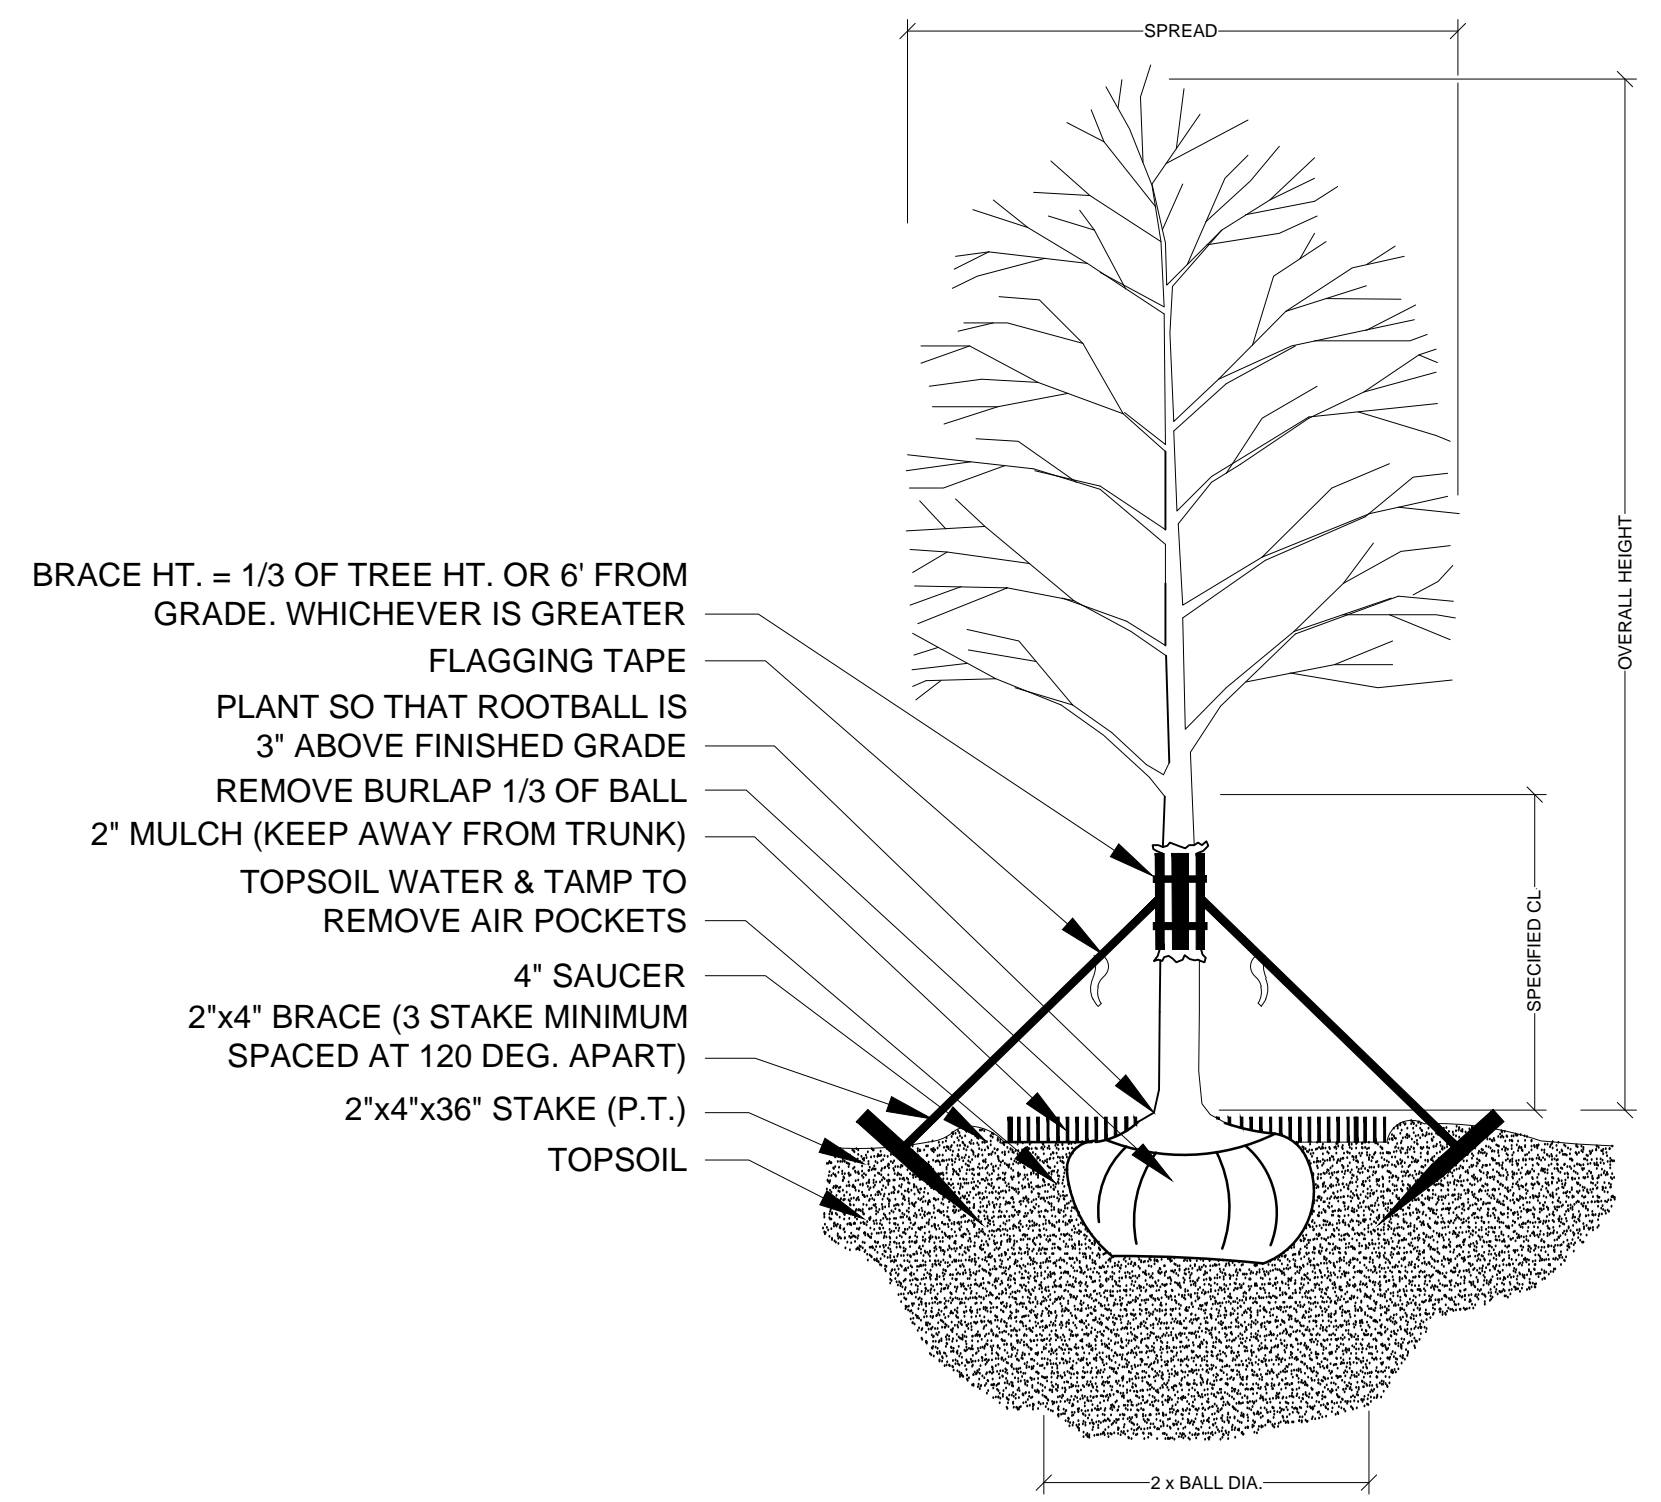 SPREAD
OVERALL HEIGHT
BRACE HT. = 1/3 OF TREE HT. OR 6' FROM
GRADE. WHICHEVER IS GREATER
FLAGGING TAPE
PLANT SO THAT ROOTBALL IS
3" ABOVE FINISHED GRADE
REMOVE BURLAP 1/3 OF BALL
2" MULCH (KEEP AWAY FROM TRUNK)
TOPSOIL WATER & TAMP TO
REMOVE AIR POCKETS
4" SAUCER
2"x4" BRACE (3 STAKE MINIMUM
SPACED AT 120 DEG. APART)
2"x4"x36" STAKE (P.T.)
TOPSOIL
SPECIFIED CL.
2 x BALL DIA.